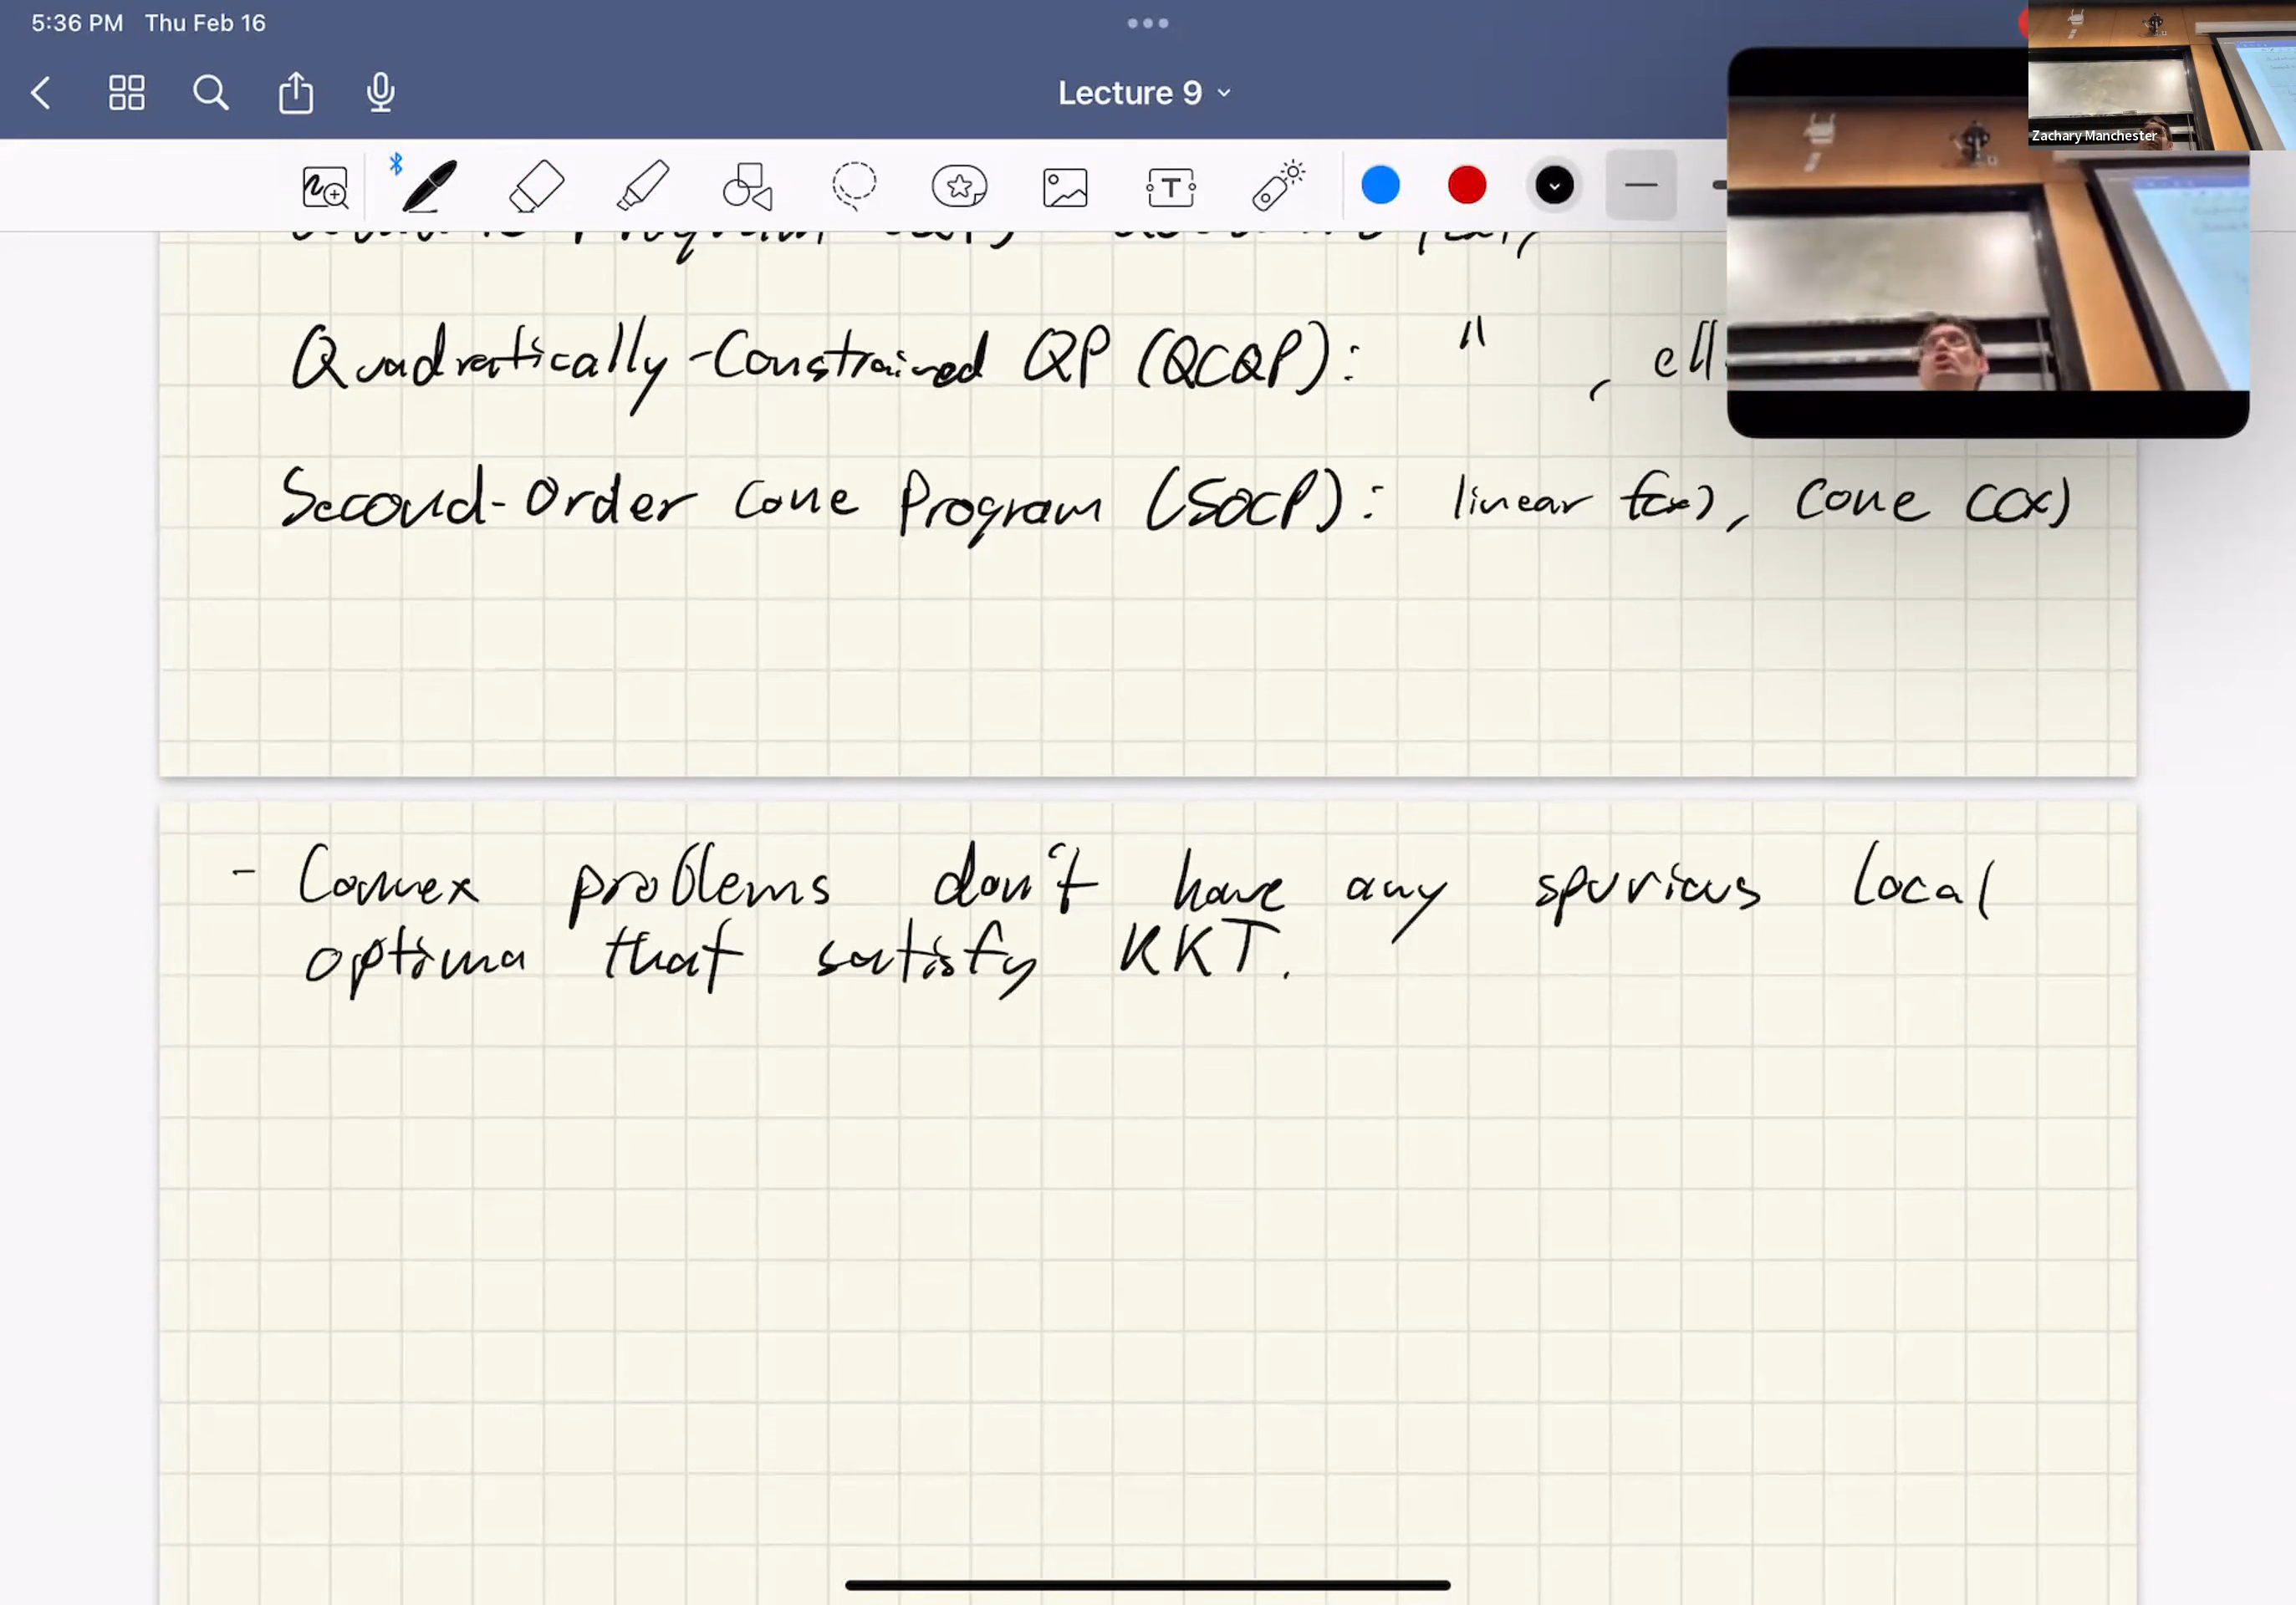 5:36 PM Thu Feb 16
Lecture 9
Zachary Manchester
T
Program
Quadratically-Constrained QP (QCQP): " , ell
Second-Order Cone Program (SOCP): linear f(x), cone c(x)
- Convex problems don't have any spurious local
optima that satisfy KKT.